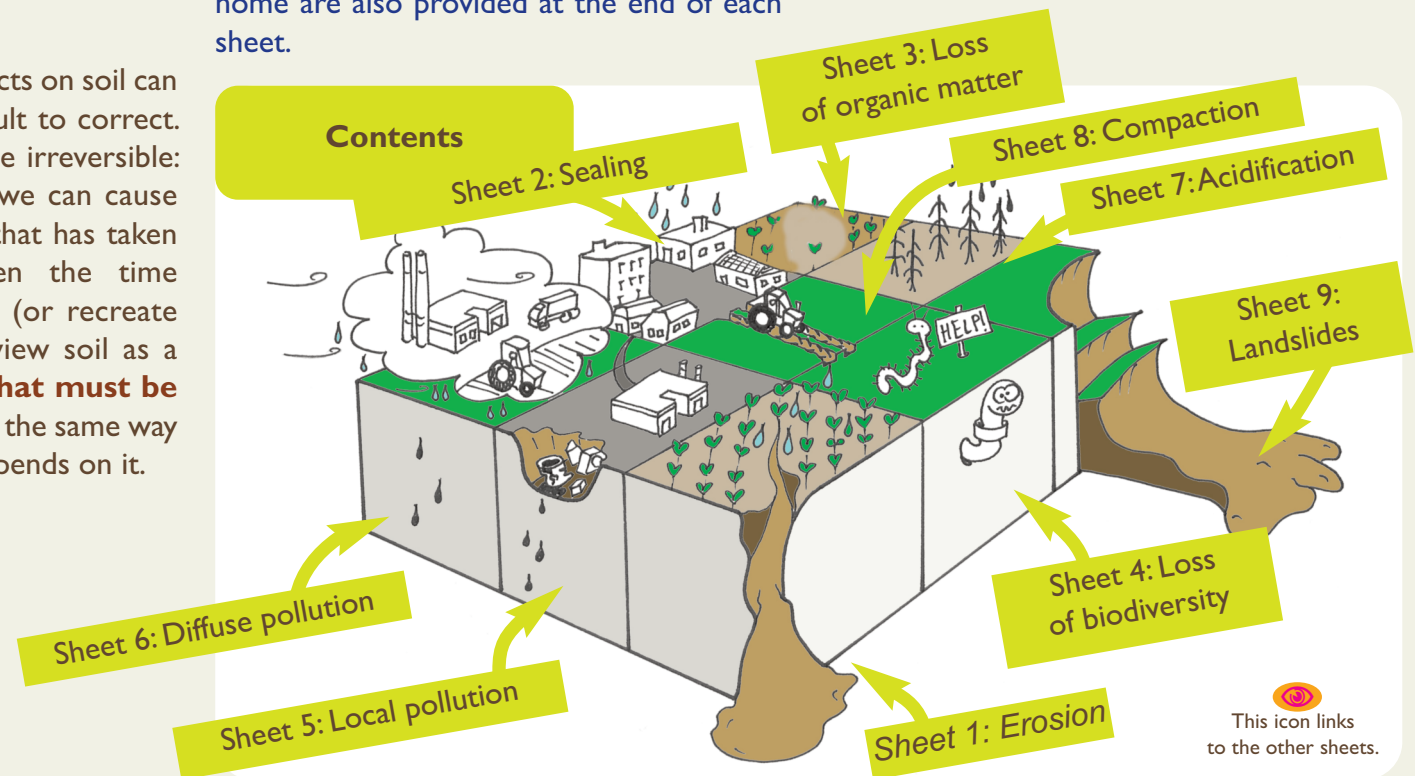 home are also provided at the end of each
sheet.
cts on soil can
ult to correct.
e irreversible:
we can cause
that has taken
en the time
(or recreate
view soil as a
hat must be
the same way
pends on it.
Contents
Sheet 3: Loss
of organic matter
Sheet 8: Compaction
Sheet 2: Sealing
Sheet 7: Acidification
Sheet 9:
Landslides
HELP!
Sheet 4: Loss
of biodiversity
Sheet 6: Diffuse pollution
Sheet 5: Local pollution
Sheet 1: Erosion
This icon links
to the other sheets.